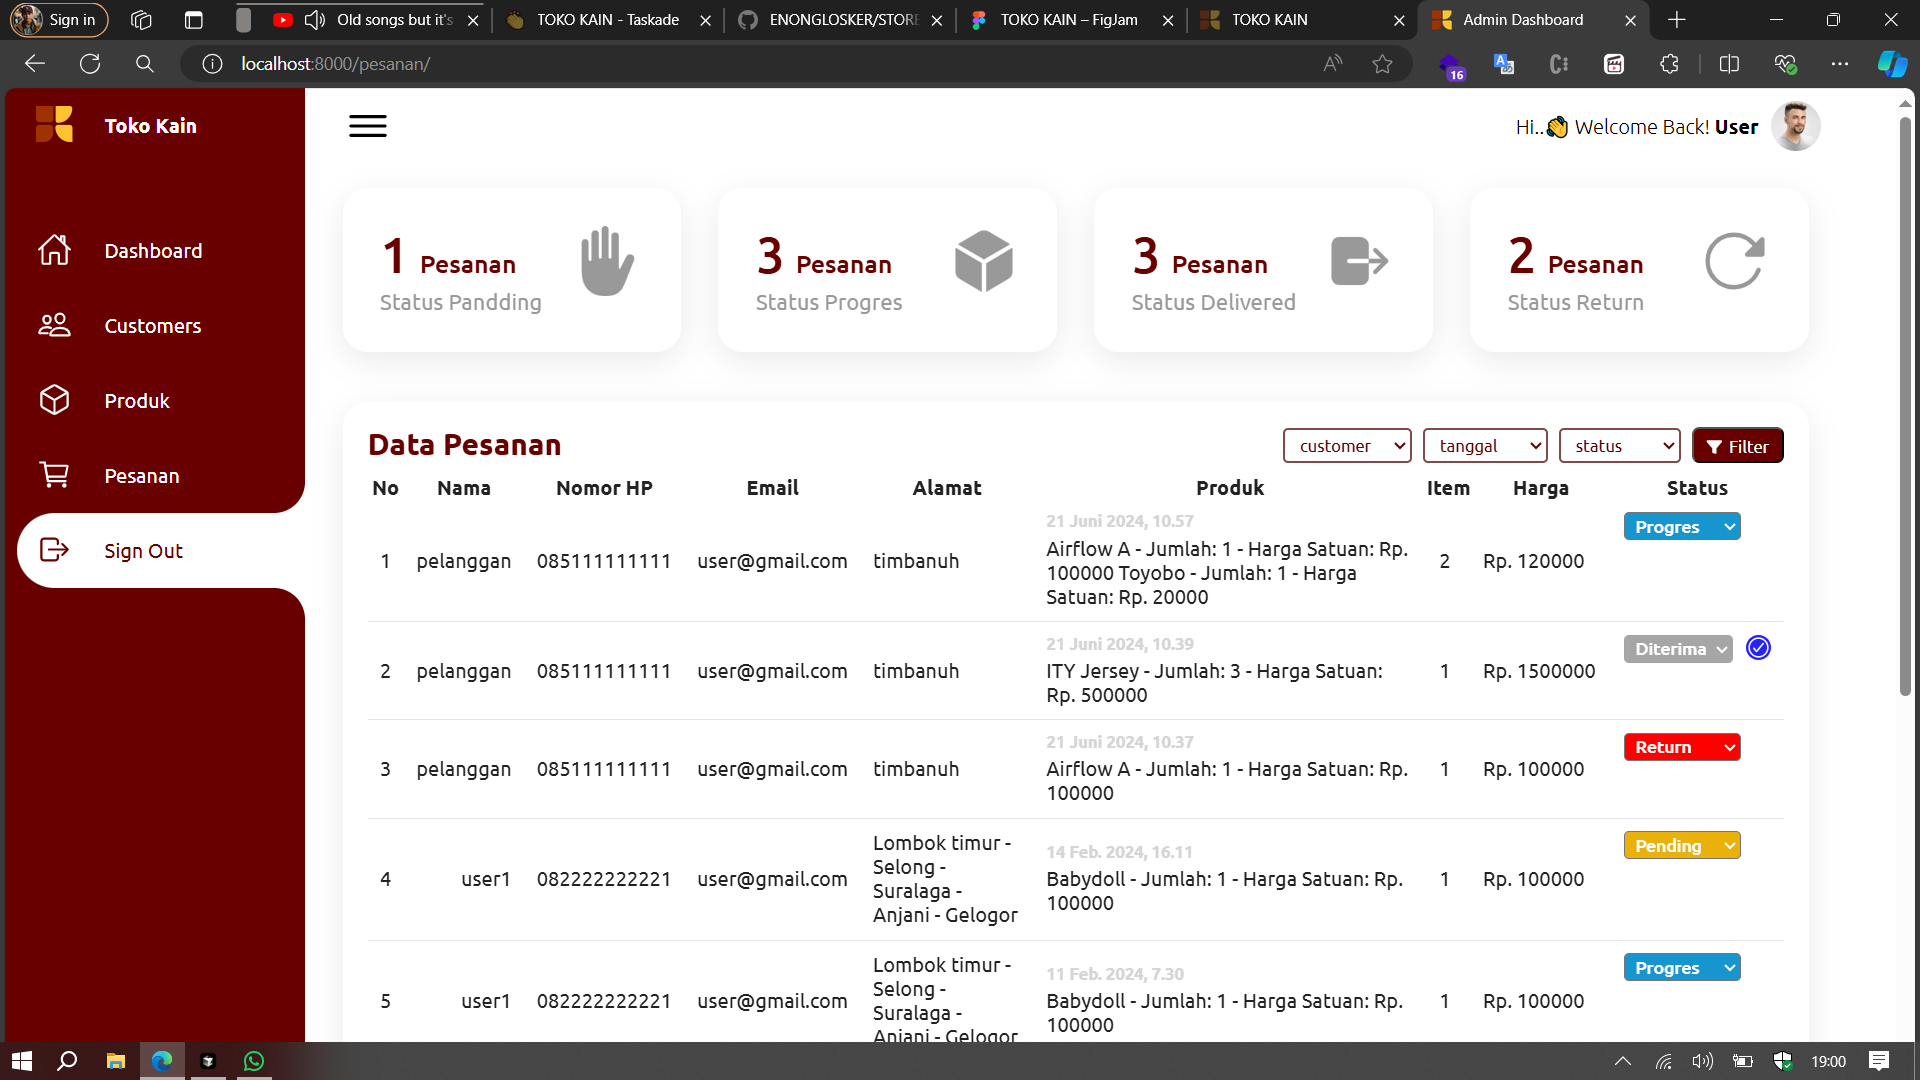 Sign in
Old songs but it's
TOKO KAIN - Taskade
ENONGLOSKER/STORE
TOKO KAIN – FigJam
TOKO KAIN
Admin Dashboard
localhost:8000/pesanan/
16
Toko Kain
Hi..👋 Welcome Back! User
Dashboard
Customers
Produk
Pesanan
Sign Out
1 Pesanan
Status Pandding
3 Pesanan
Status Progres
3 Pesanan
Status Delivered
2 Pesanan
Status Return
Data Pesanan
customer
tanggal
status
Filter
No Nama Nomor HP Email Alamat Produk Item Harga Status
21 Juni 2024, 10.57
Progres
1 pelanggan 085111111111 user@gmail.com timbanuh Airflow A - Jumlah: 1 - Harga Satuan: Rp. 2 Rp. 120000
100000 Toyobo - Jumlah: 1 - Harga
Satuan: Rp. 20000
21 Juni 2024, 10.39
Diterima
2 pelanggan 085111111111 user@gmail.com timbanuh ITY Jersey - Jumlah: 3 - Harga Satuan: 1 Rp. 1500000
Rp. 500000
21 Juni 2024, 10.37
Return
3 pelanggan 085111111111 user@gmail.com timbanuh Airflow A - Jumlah: 1 - Harga Satuan: Rp. 1 Rp. 100000
100000
Pending
Lombok timur -
Selong -
Suralaga -
Anjani - Gelogor
14 Feb. 2024, 16.11
4 user1 082222222221 user@gmail.com Babydoll - Jumlah: 1 - Harga Satuan: Rp. 1 Rp. 100000
100000
Progres
Lombok timur -
Selong -
Suralaga -
Anjani - Gelogor
11 Feb. 2024, 7.30
5 user1 082222222221 user@gmail.com Babydoll - Jumlah: 1 - Harga Satuan: Rp. 1 Rp. 100000
100000
19:00